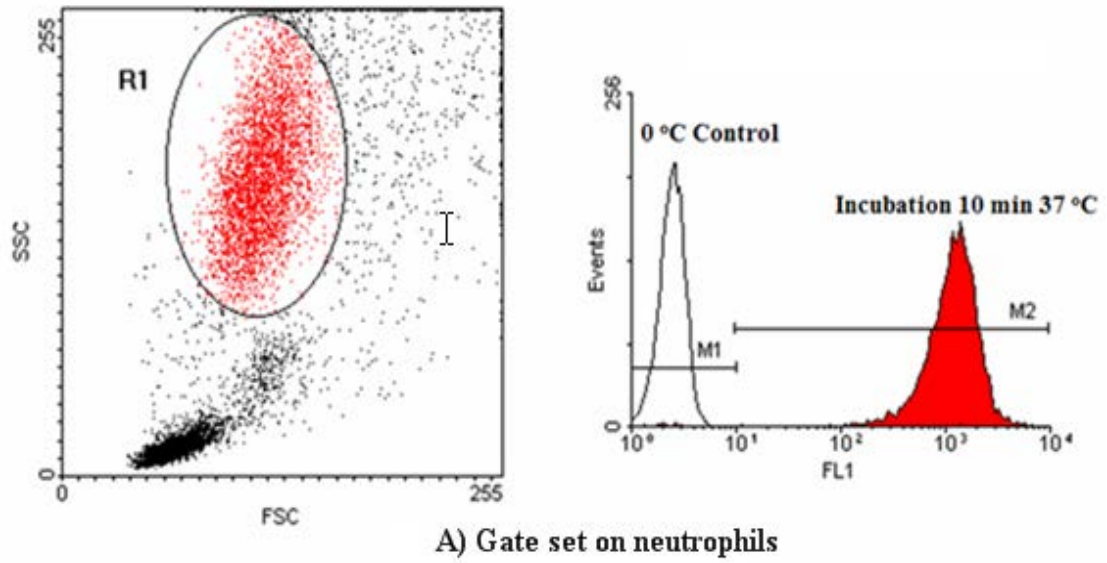 255
R1
SSC
0
0
255
FSC
256
0 °C Control
Incubation 10 min 37 °C
Events
M2
M1
0
10⁰
10¹
10²
10³
10⁴
FL1
A) Gate set on neutrophils